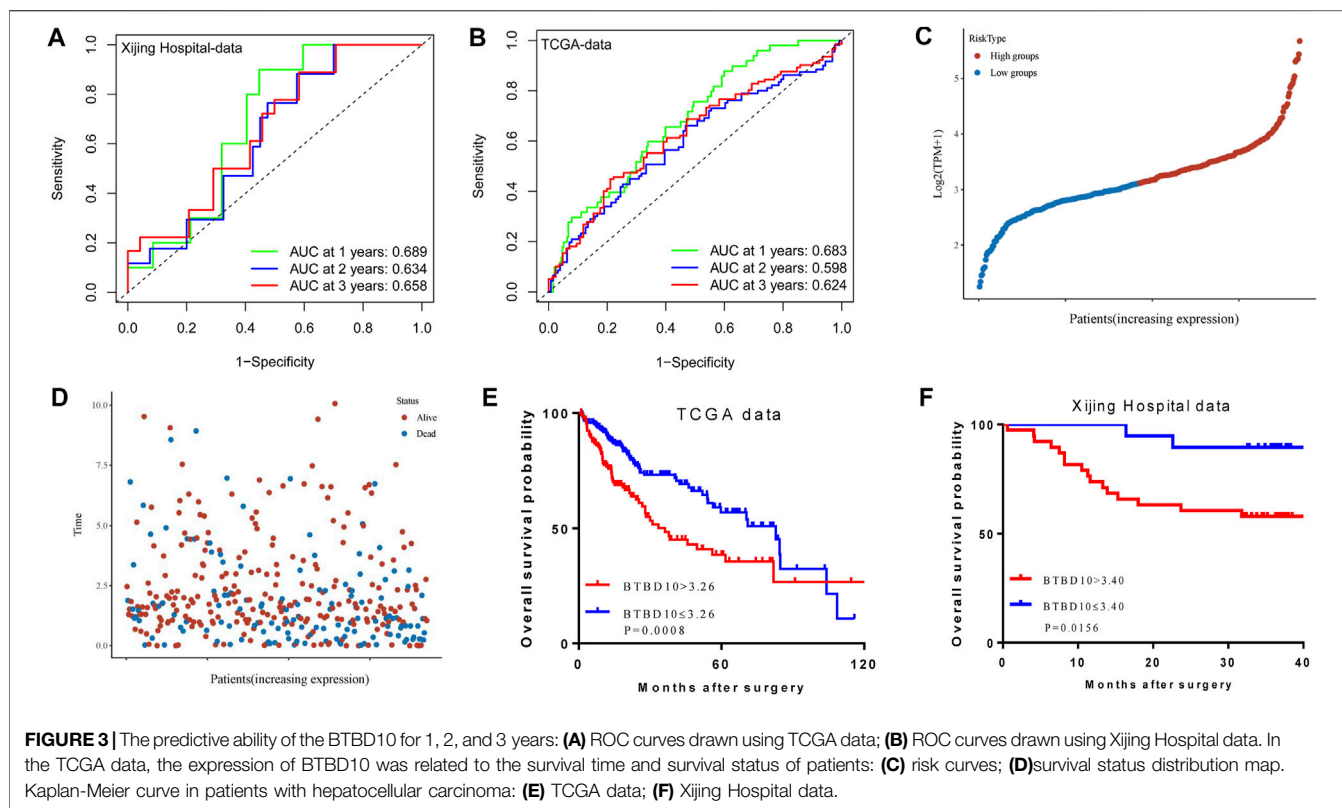 A
Xijing Hospital-data
Sensitivity
0.0
0.2
0.4
0.6
0.8
1.0
AUC at 1 years: 0.689
AUC at 2 years: 0.634
AUC at 3 years: 0.658
0.0
0.2
0.4
0.6
0.8
1.0
1−Specificity
B
TCGA-data
Sensitivity
0.0
0.2
0.4
0.6
0.8
1.0
AUC at 1 years: 0.683
AUC at 2 years: 0.598
AUC at 3 years: 0.624
0.0
0.2
0.4
0.6
0.8
1.0
1−Specificity
C
RiskType
High groups
Low groups
Log2(TPM+1)
5
4
3
2
Patients(increasing expression)
D
Status
Alive
Dead
Time
10.0
7.5
5.0
2.5
0.0
Patients(increasing expression)
E
TCGA data
Overall survival probability
100
50
0
BTBD10>3.26
BTBD10≤3.26
P=0.0008
0
60
120
Months after surgery
F
Xijing Hospital data
Overall survival probability
100
50
0
BTBD10>3.40
BTBD10≤3.40
P=0.0156
0
10
20
30
40
Months after surgery
FIGURE 3 | The predictive ability of the BTBD10 for 1, 2, and 3 years: (A) ROC curves drawn using TCGA data; (B) ROC curves drawn using Xijing Hospital data. In
the TCGA data, the expression of BTBD10 was related to the survival time and survival status of patients: (C) risk curves; (D)survival status distribution map.
Kaplan-Meier curve in patients with hepatocellular carcinoma: (E) TCGA data; (F) Xijing Hospital data.